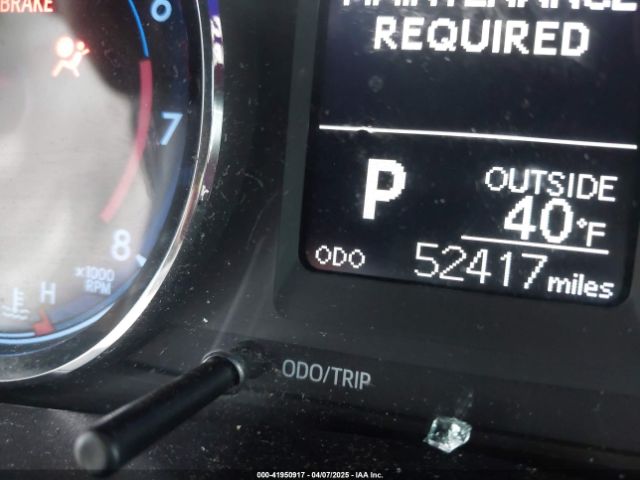 BRAKE
6
7
8
x1000
RPM
H
MAINTENANCE
REQUIRED
P
OUTSIDE
40°F
ODO 52417 miles
ODO/TRIP
000-41950917 - 04/07/2025 - IAA Inc.